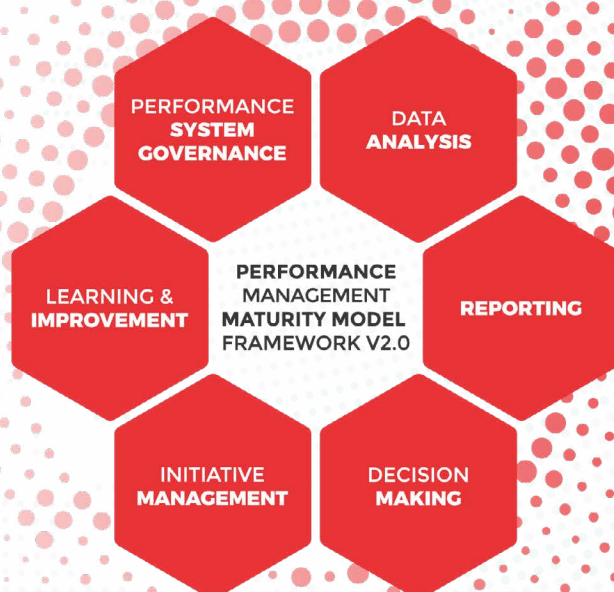 PERFORMANCE
SYSTEM
GOVERNANCE
DATA
ANALYSIS
LEARNING &
IMPROVEMENT
PERFORMANCE
MANAGEMENT
MATURITY MODEL
FRAMEWORK V2.0
REPORTING
INITIATIVE
MANAGEMENT
DECISION
MAKING